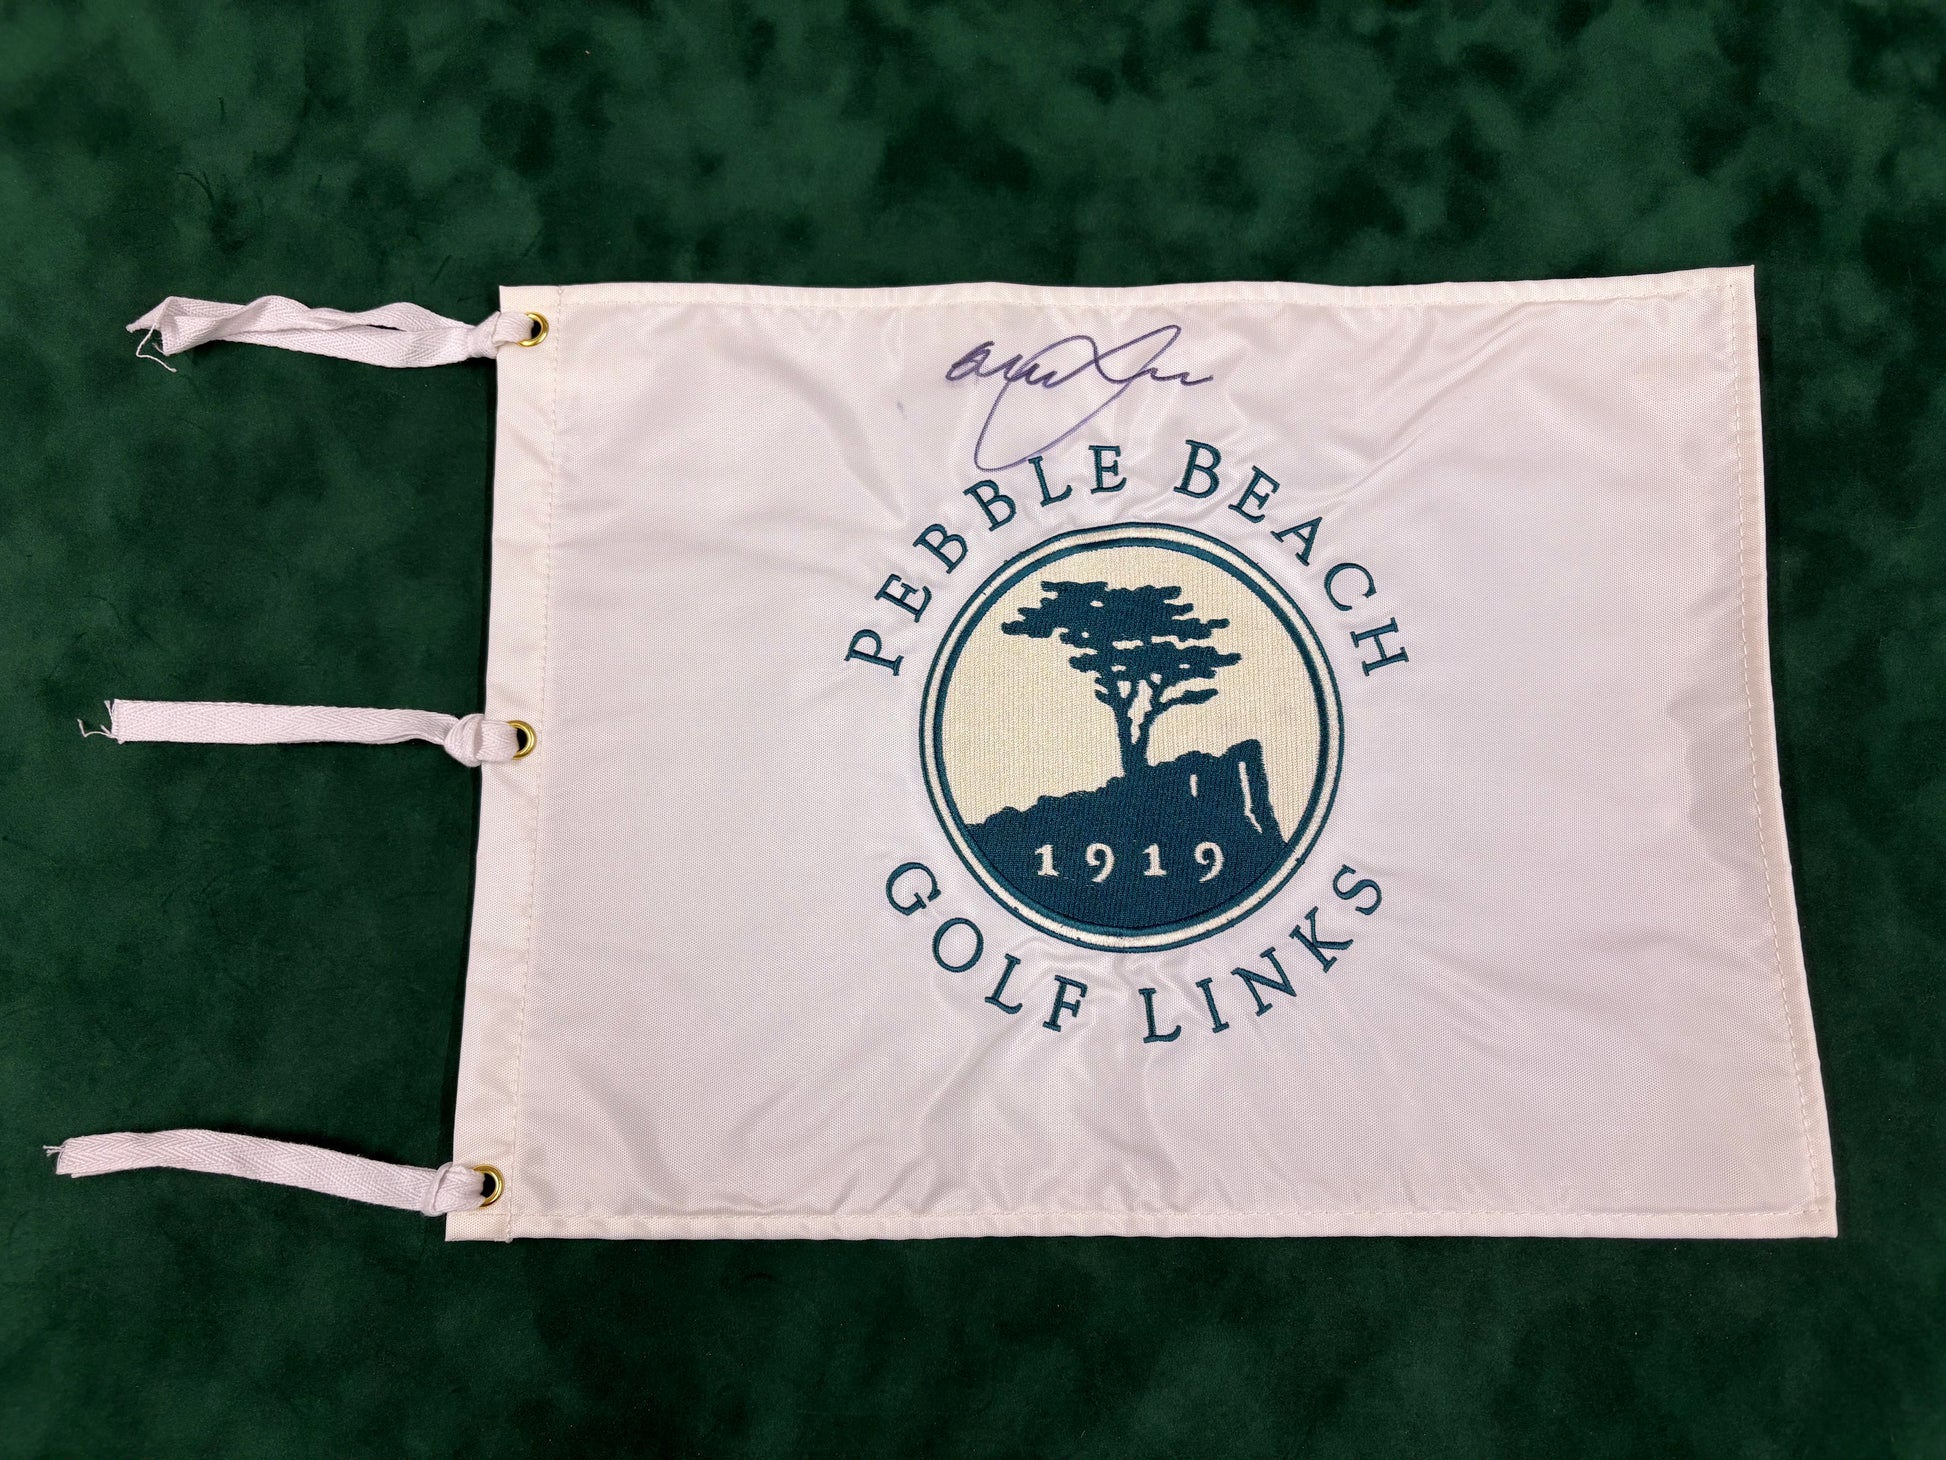 PEBBLE BEACH
1919
GOLF LINKS